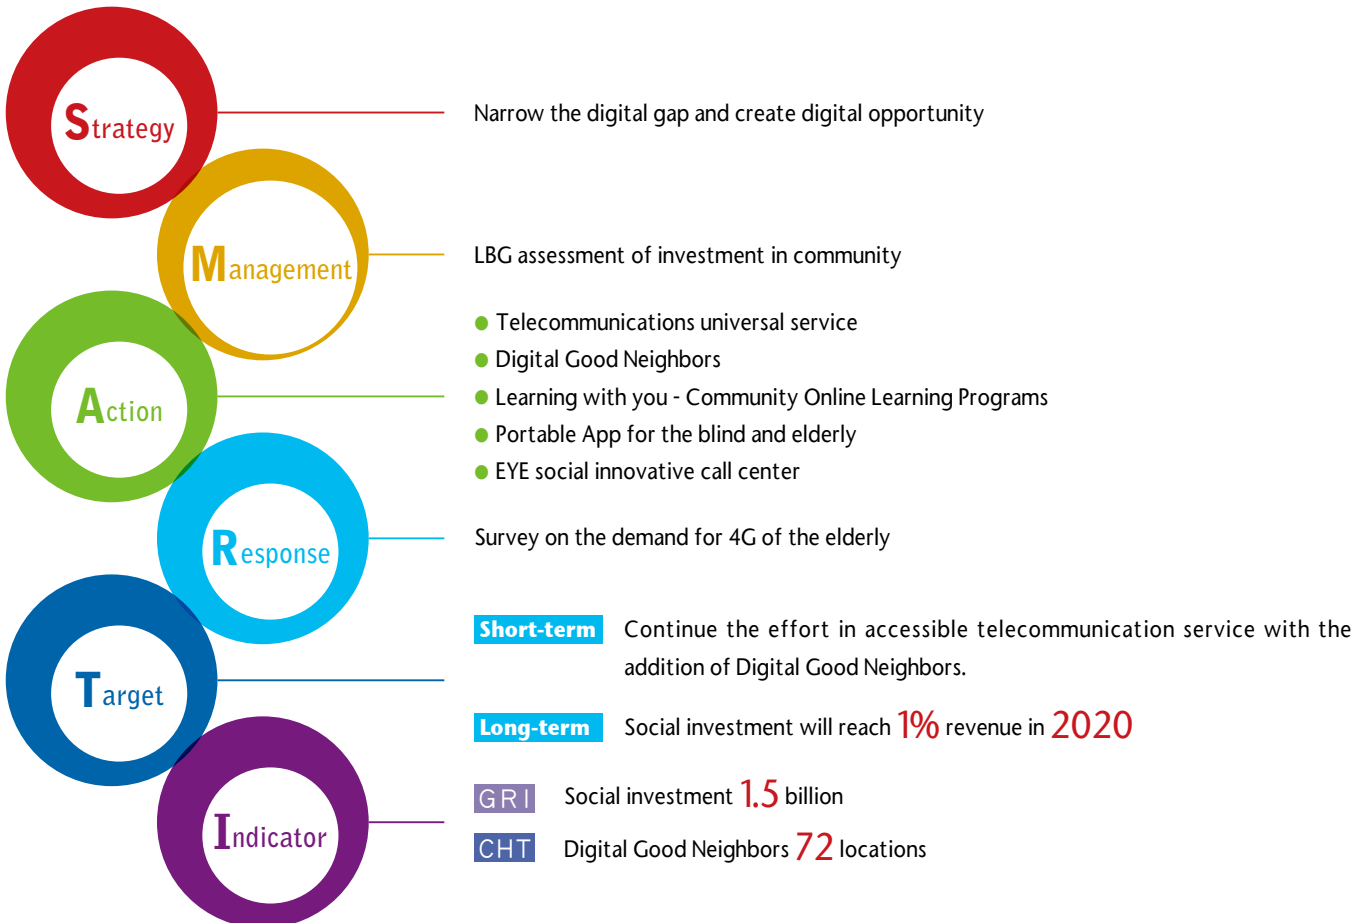 Strategy
Narrow the digital gap and create digital opportunity
Management
LBG assessment of investment in community
Action
● Telecommunications universal service
● Digital Good Neighbors
● Learning with you - Community Online Learning Programs
● Portable App for the blind and elderly
● EYE social innovative call center
Response
Survey on the demand for 4G of the elderly
Target
Short-term Continue the effort in accessible telecommunication service with the
addition of Digital Good Neighbors.
Long-term Social investment will reach 1% revenue in 2020
Indicator
GRI Social investment 1.5 billion
CHT Digital Good Neighbors 72 locations